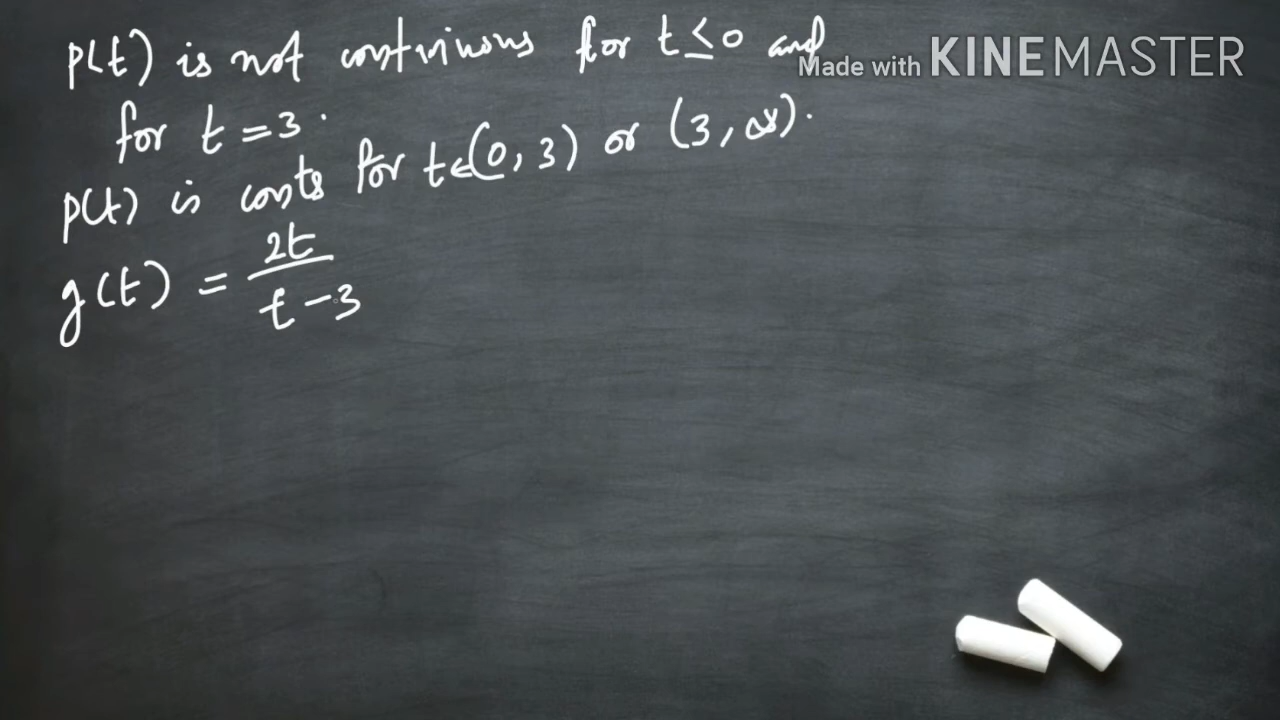 p(t) is not continuous for t ≤ 0 and
Made with KINEMASTER
for t = 3.
p(t) is conts for t ∈ (0, 3) or (3, ∞).
g(t) = 2t / t - 3